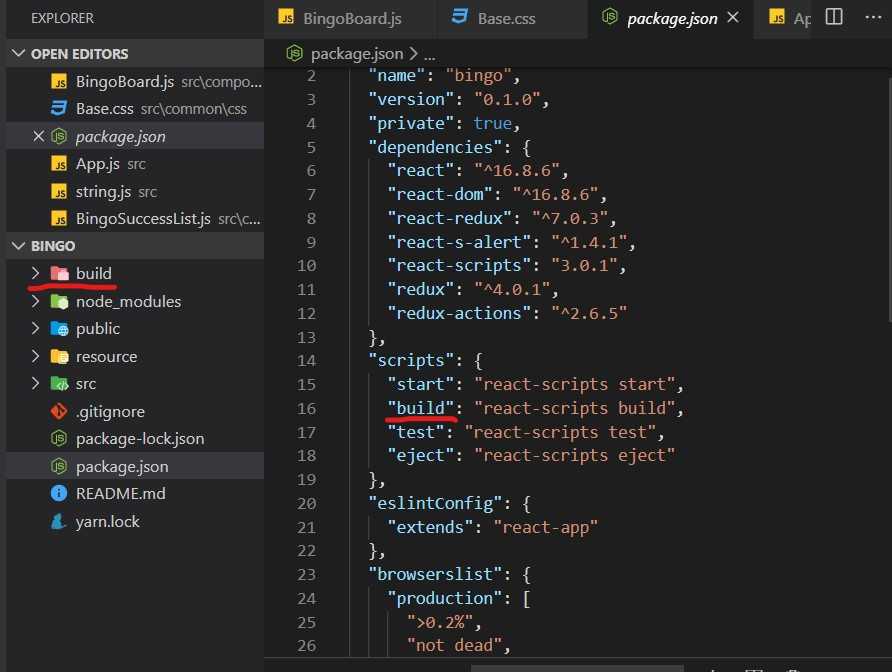 EXPLORER
OPEN EDITORS
JS BingoBoard.js src\compo...
Base.css src\common\css
package.json
JS App.js src
JS string.js src
JS BingoSuccessList.js src\c...
BINGO
build
node_modules
public
resource
src
.gitignore
package-lock.json
package.json
README.md
yarn.lock
JS BingoBoard.js
Base.css
package.json
JS Ap
package.json > ...
2 "name": "bingo",
3 "version": "0.1.0",
4 "private": true,
5 "dependencies": {
6 "react": "^16.8.6",
7 "react-dom": "^16.8.6",
8 "react-redux": "^7.0.3",
9 "react-s-alert": "^1.4.1",
10 "react-scripts": "3.0.1",
11 "redux": "^4.0.1",
12 "redux-actions": "^2.6.5"
13 },
14 "scripts": {
15 "start": "react-scripts start",
16 "build": "react-scripts build",
17 "test": "react-scripts test",
18 "eject": "react-scripts eject"
19 },
20 "eslintConfig": {
21 "extends": "react-app"
22 },
23 "browserslist": {
24 "production": [
25 ">0.2%",
26 "not dead",